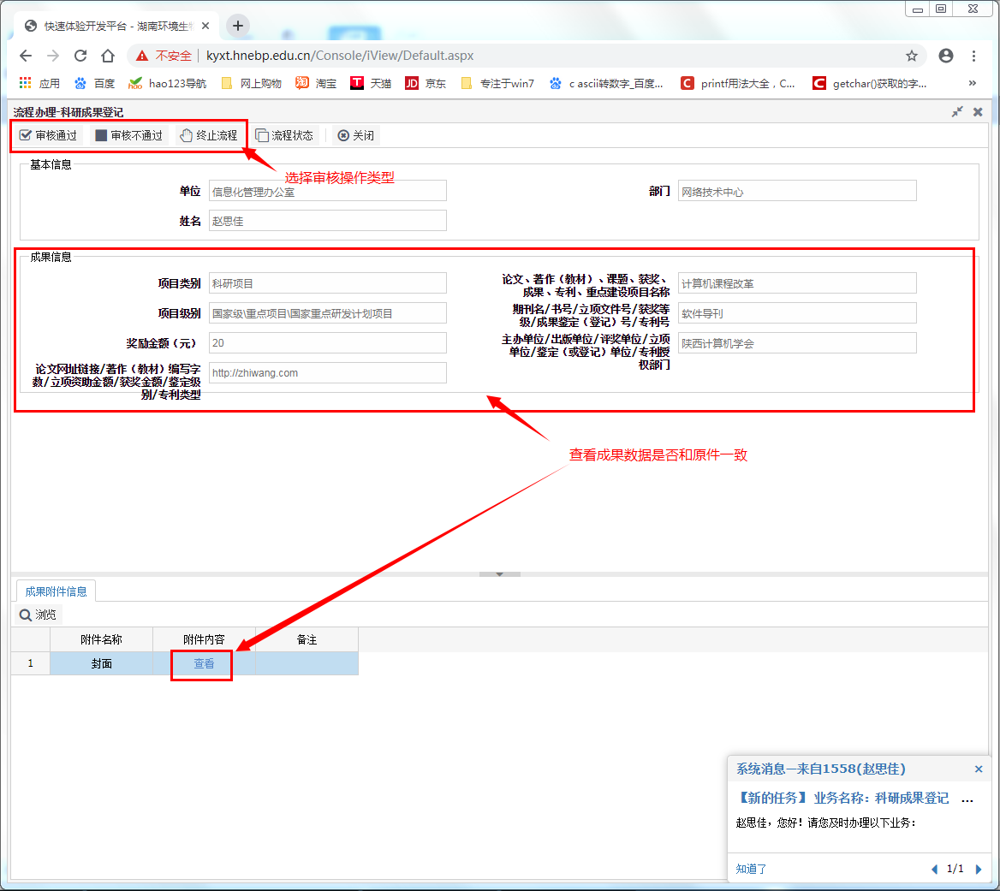 快速体验开发平台 - 湖南环境生
不安全 kyxt.hnebp.edu.cn/Console/iView/Default.aspx
应用 百度 hao123导航 网上购物 淘宝 天猫 京东 专注于win7 c ascii转数字_百度... printf用法大全，C... getchar()获取的字... »
流程办理-科研成果登记
审核通过 审核不通过 终止流程 流程状态 关闭
选择审核操作类型
基本信息
单位 信息化管理办公室 部门 网络技术中心
姓名 赵思佳
成果信息
项目类别 科研项目
论文、著作（教材）、课题、获奖、
成果、专利、重点建设项目名称
计算机课程改革
项目级别 国家级\重点项目\国家重点研发计划项目
期刊名/书号/立项文件号/获奖等
级/成果鉴定（登记）号/专利号
软件导刊
奖励金额（元） 20
主办单位/出版单位/评奖单位/立项
单位/鉴定（或登记）单位/专利授
权部门
陕西计算机学会
论文网址链接/著作（教材）编写字
数/立项资助金额/获奖金额/鉴定级
别/专利类型
http://zhiwang.com
查看成果数据是否和原件一致
成果附件信息
浏览
附件名称 附件内容 备注
1 封面 查看
系统消息—来自1558(赵思佳)
【新的任务】 业务名称：科研成果登记 ...
赵思佳，您好！请您及时办理以下业务：
知道了 1/1